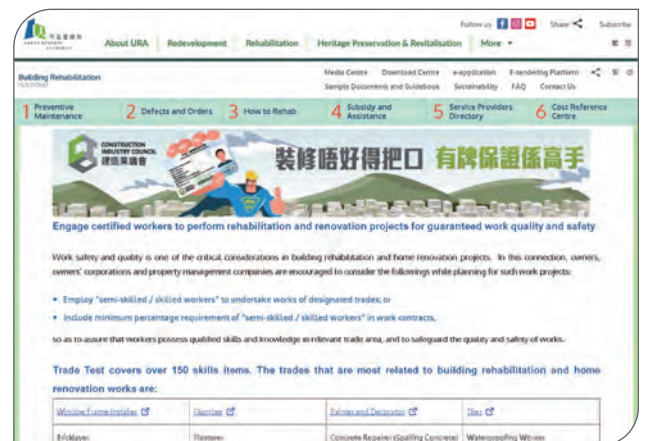 Follow us Share Subscribe
市區重建局
URBAN RENEWAL AUTHORITY
About URA Redevelopment Rehabilitation Heritage Preservation & Revitalisation More
Building Rehabilitation
Media Centre Download Centre e-application E-tendering Platform
Sample Documents and Guidebook Sustainability FAQ Contact Us
1 Preventive Maintenance 2 Defects and Orders 3 How to Rehab 4 Subsidy and Assistance 5 Service Providers Directory 6 Cost Reference Centre
CONSTRUCTION
INDUSTRY COUNCIL
建造業議會
裝修唔好得把口 有牌保證係高手
Engage certified workers to perform rehabilitation and renovation projects for guaranteed work quality and safety
Work safety and quality is one of the critical considerations in building rehabilitation and home renovation projects. In this connection, owners,
owners' corporations and property management companies are encouraged to consider the followings while planning for such work projects:
• Employ "semi-skilled / skilled workers" to undertake works of designated trades; or
• Include minimum percentage requirement of "semi-skilled / skilled workers" in work contracts,
so as to assure that workers possess qualified skills and knowledge in relevant trade area, and to safeguard the quality and safety of works.
Trade Test covers over 150 skills items. The trades that are most related to building rehabilitation and home
renovation works are:
Window Frame Installer Plumber Painter and Decorator Tiler
Bricklayer Plasterer Concrete Repairer (Spalling Concrete) Waterproofing Worker